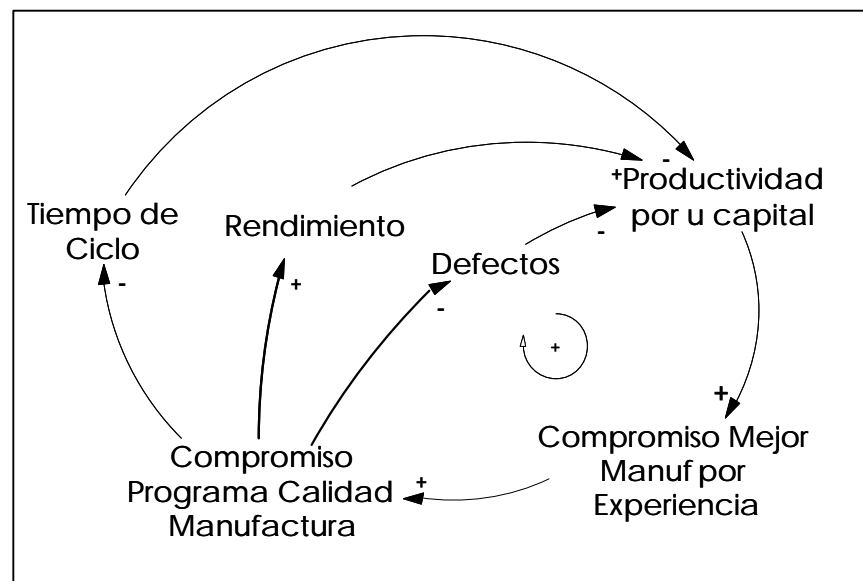 -
+Productividad
por u capital
Tiempo de
Ciclo
-
Rendimiento
+
Defectos
-
-
+
+
Compromiso Mejor
Manuf por
Experiencia
Compromiso
Programa Calidad
Manufactura
+